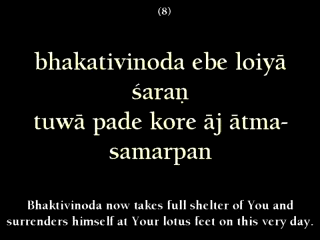 (8)
bhakativinoda ebe loiyā
śaraṇ
tuwā pade kore āj ātma-
samarpan
Bhaktivinoda now takes full shelter of You and
surrenders himself at Your lotus feet on this very day.